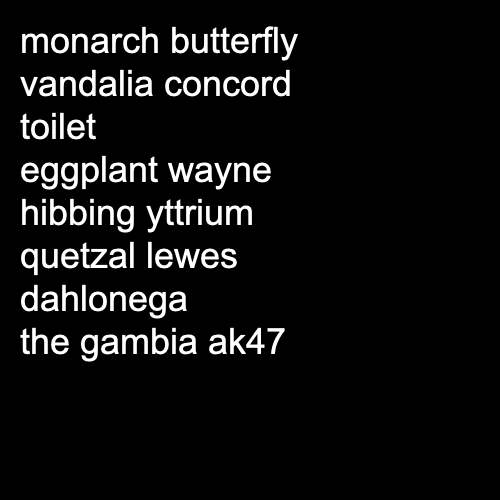 monarch butterfly
vandalia concord
toilet
eggplant wayne
hibbing yttrium
quetzal lewes
dahlonega
the gambia ak47